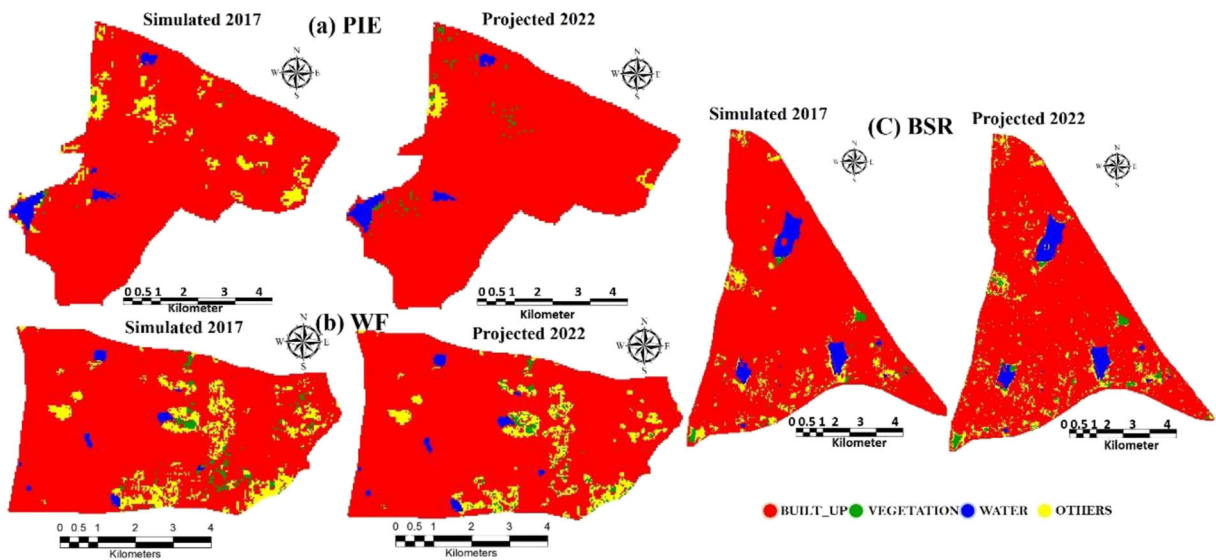 Simulated 2017
(a) PIE
Projected 2022
N
W E
S
N
W E
S
0 0.5 1 2 3 4
Kilometer
0 0.5 1 2 3 4
Kilometer
Simulated 2017
(b) WF
Projected 2022
N
W E
S
N
W E
S
0 0.5 1 2 3 4
Kilometers
0 0.5 1 2 3 4
Kilometers
Simulated 2017
(C) BSR
Projected 2022
0 0.5 1 2 3 4
Kilometer
0 0.5 1 2 3 4
Kilometer
BUILT_UP
VEGETATION
WATER
OTHERS